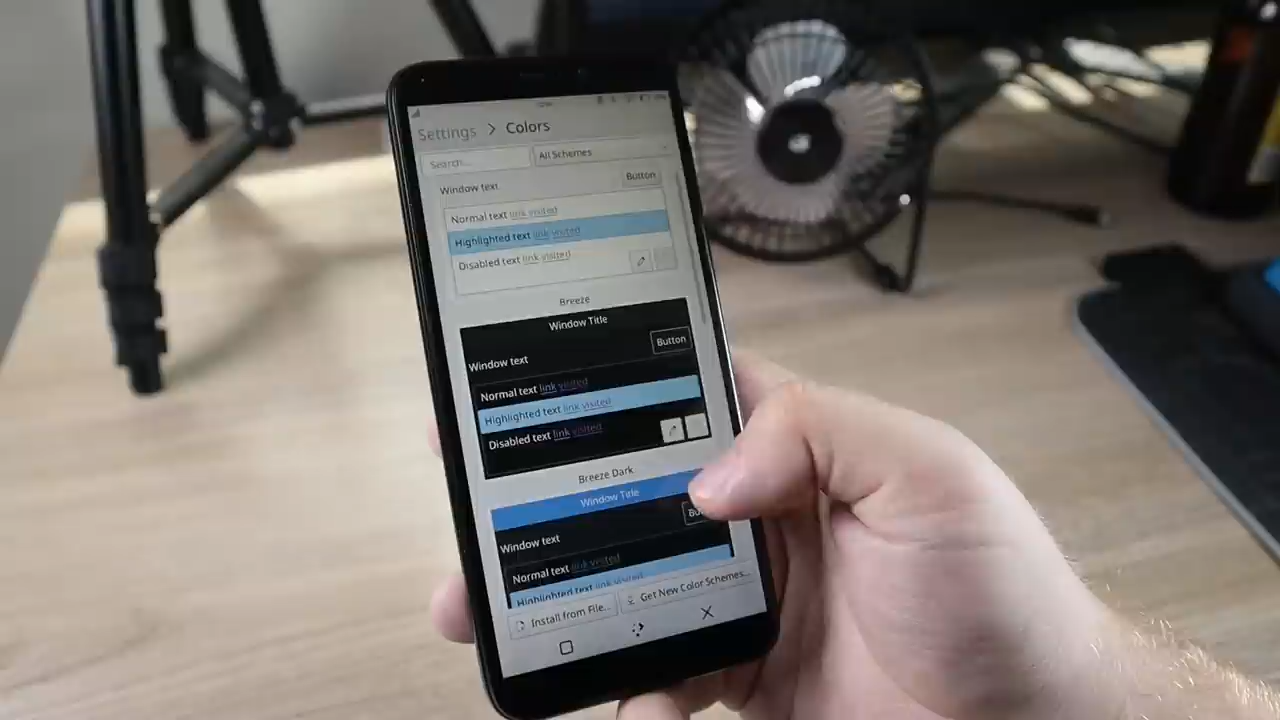 Settings > Colors
Search...
All Schemes
Window text
Button
Normal text link visited
Highlighted text link visited
Disabled text link visited
Breeze
Window Title
Button
Window text
Normal text link visited
Highlighted text link visited
Disabled text link visited
Breeze Dark
Window Title
Window text
Normal text link visited
Highlighted text link visited
Install from File...
Get New Color Schemes...